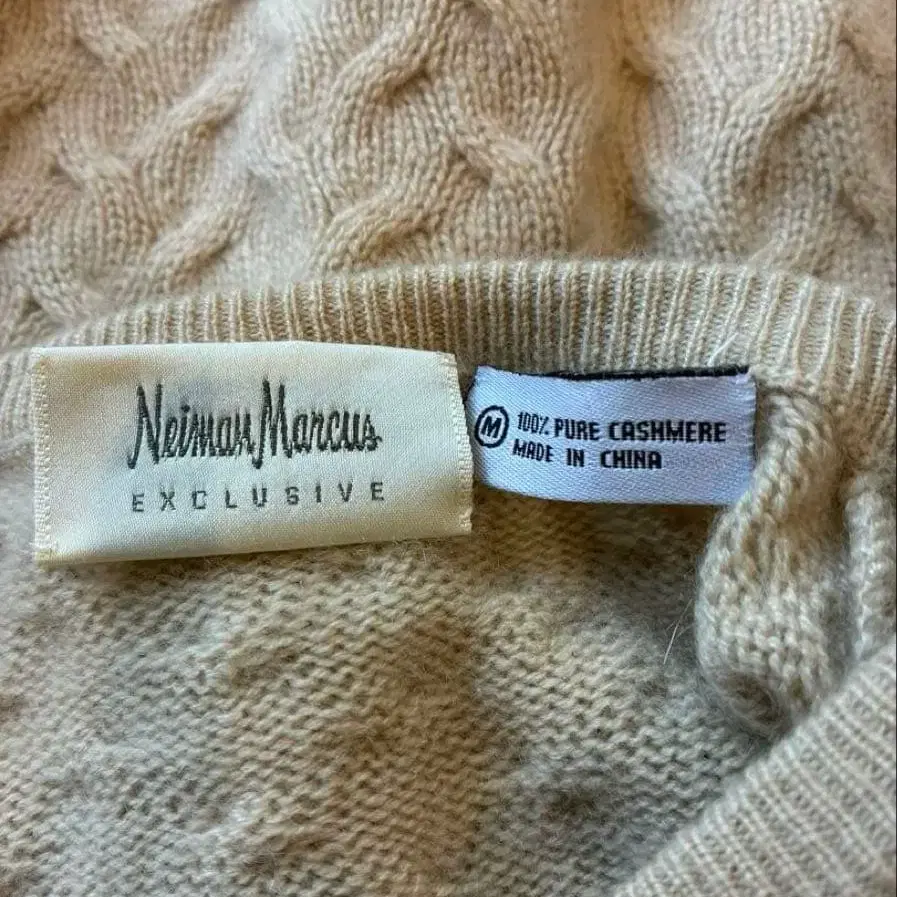 Neiman Marcus
EXCLUSIVE
M 100% PURE CASHMERE
MADE IN CHINA